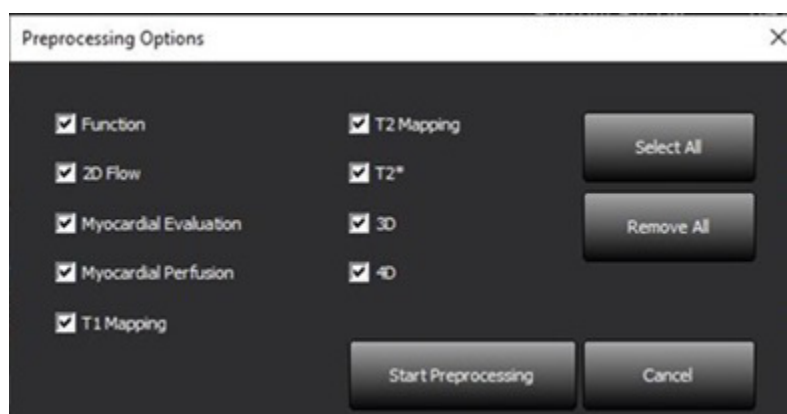 Preprocessing Options
Function
2D Flow
Myocardial Evaluation
Myocardial Perfusion
T1 Mapping
T2 Mapping
T2*
3D
4D
Select All
Remove All
Start Preprocessing
Cancel